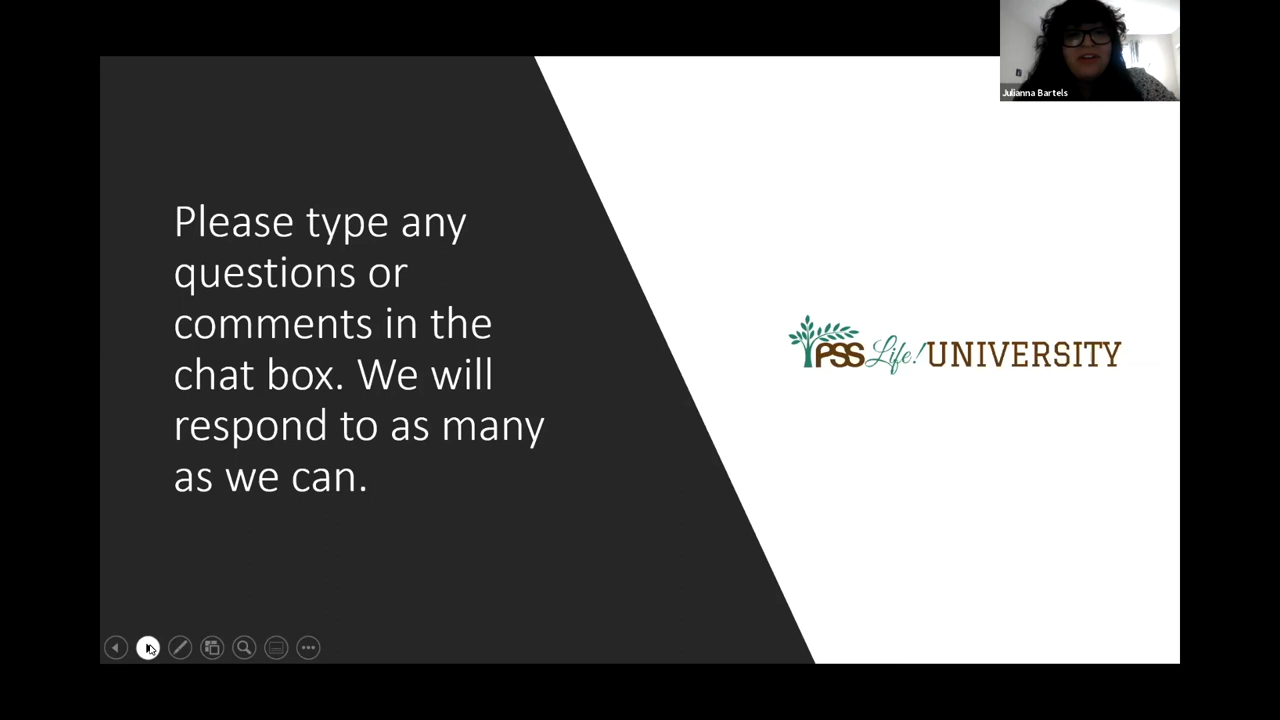 Julianna Bartels
Please type any
questions or
comments in the
chat box. We will
respond to as many
as we can.
PSS Life! UNIVERSITY